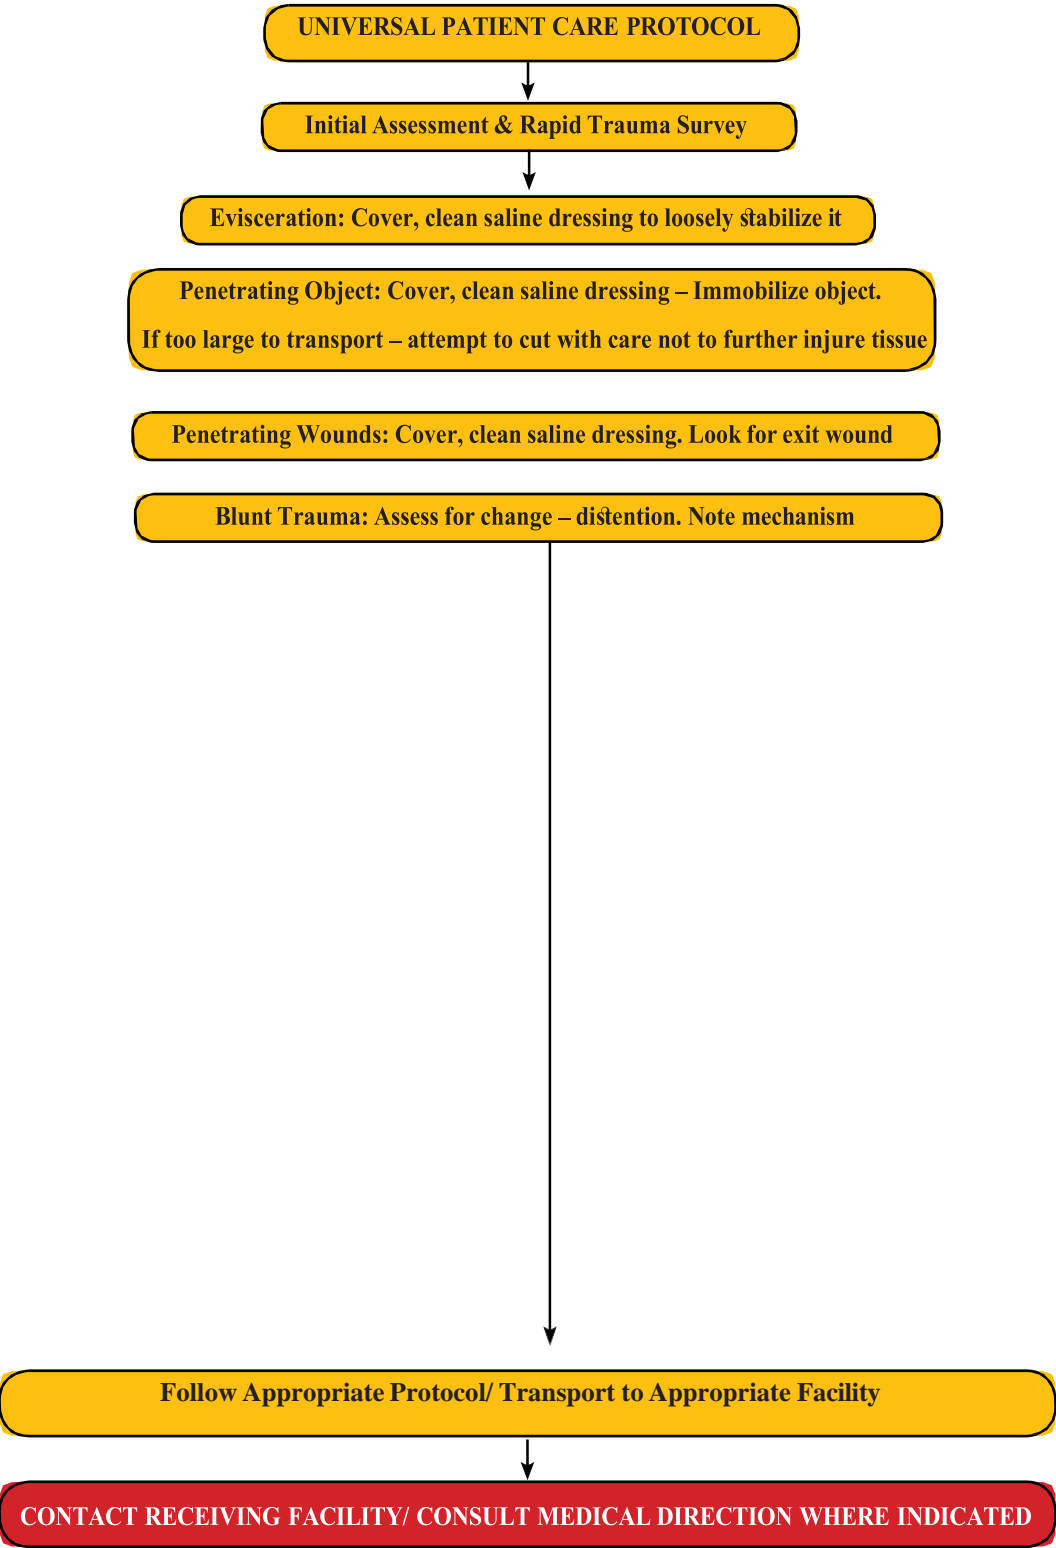 UNIVERSAL PATIENT CARE PROTOCOL
Initial Assessment & Rapid Trauma Survey
Evisceration: Cover, clean saline dressing to loosely stabilize it
Penetrating Object: Cover, clean saline dressing – Immobilize object.
If too large to transport – attempt to cut with care not to further injure tissue
Penetrating Wounds: Cover, clean saline dressing. Look for exit wound
Blunt Trauma: Assess for change – distention. Note mechanism
Follow Appropriate Protocol/ Transport to Appropriate Facility
CONTACT RECEIVING FACILITY/ CONSULT MEDICAL DIRECTION WHERE INDICATED